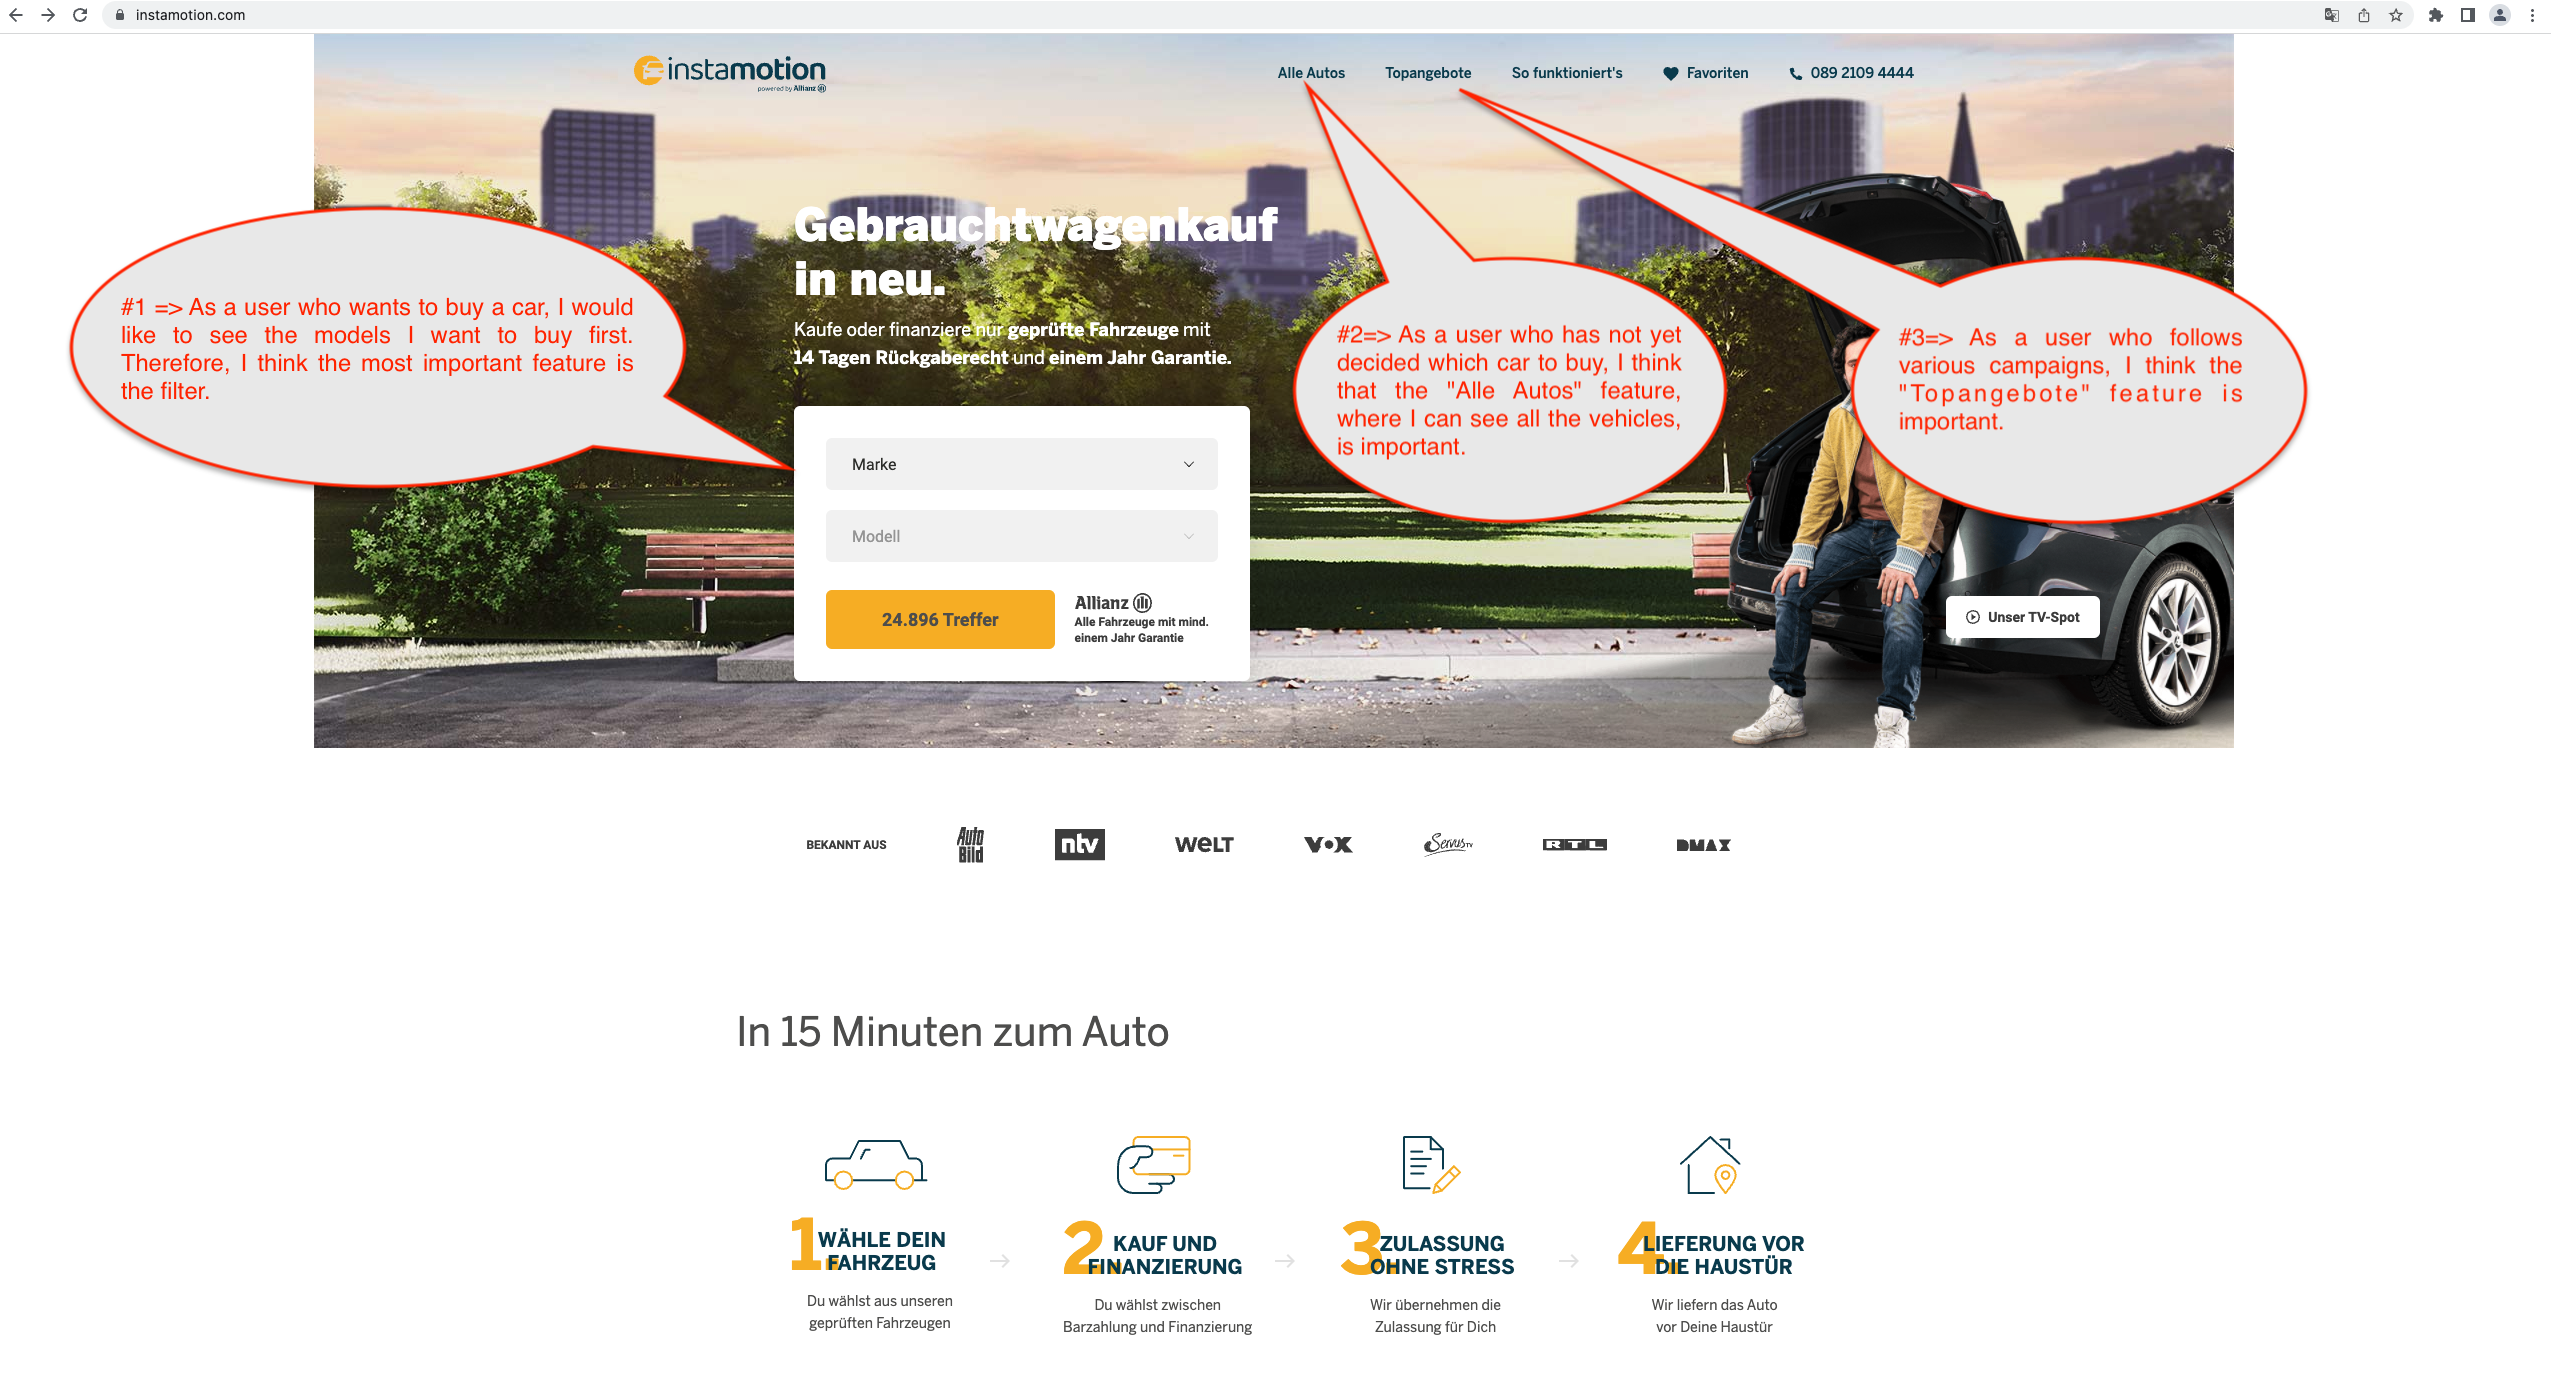 instamotion.com
instamotion
powered by Allianz
Alle Autos
Topangebote
So funktioniert's
Favoriten
089 2109 4444
Gebrauchtwagenkauf
in neu.
Kaufe oder finanziere nur geprüfte Fahrzeuge mit
14 Tagen Rückgaberecht und einem Jahr Garantie.
#1 => As a user who wants to buy a car, I would
like to see the models I want to buy first.
Therefore, I think the most important feature is
the filter.
#2=> As a user who has not yet
decided which car to buy, I think
that the "Alle Autos" feature,
where I can see all the vehicles,
is important.
#3=> As a user who follows
various campaigns, I think the
"Topangebote" feature is
important.
Marke
Modell
24.896 Treffer
Allianz
Alle Fahrzeuge mit mind.
einem Jahr Garantie
Unser TV-Spot
BEKANNT AUS
Auto
Bild
ntv
WELT
VOX
Servus TV
RTL
DMAX
In 15 Minuten zum Auto
1. WÄHLE DEIN
FAHRZEUG
Du wählst aus unseren
geprüften Fahrzeugen
2. KAUF UND
FINANZIERUNG
Du wählst zwischen
Barzahlung und Finanzierung
3. ZULASSUNG
OHNE STRESS
Wir übernehmen die
Zulassung für Dich
4. LIEFERUNG VOR
DIE HAUSTÜR
Wir liefern das Auto
vor Deine Haustür